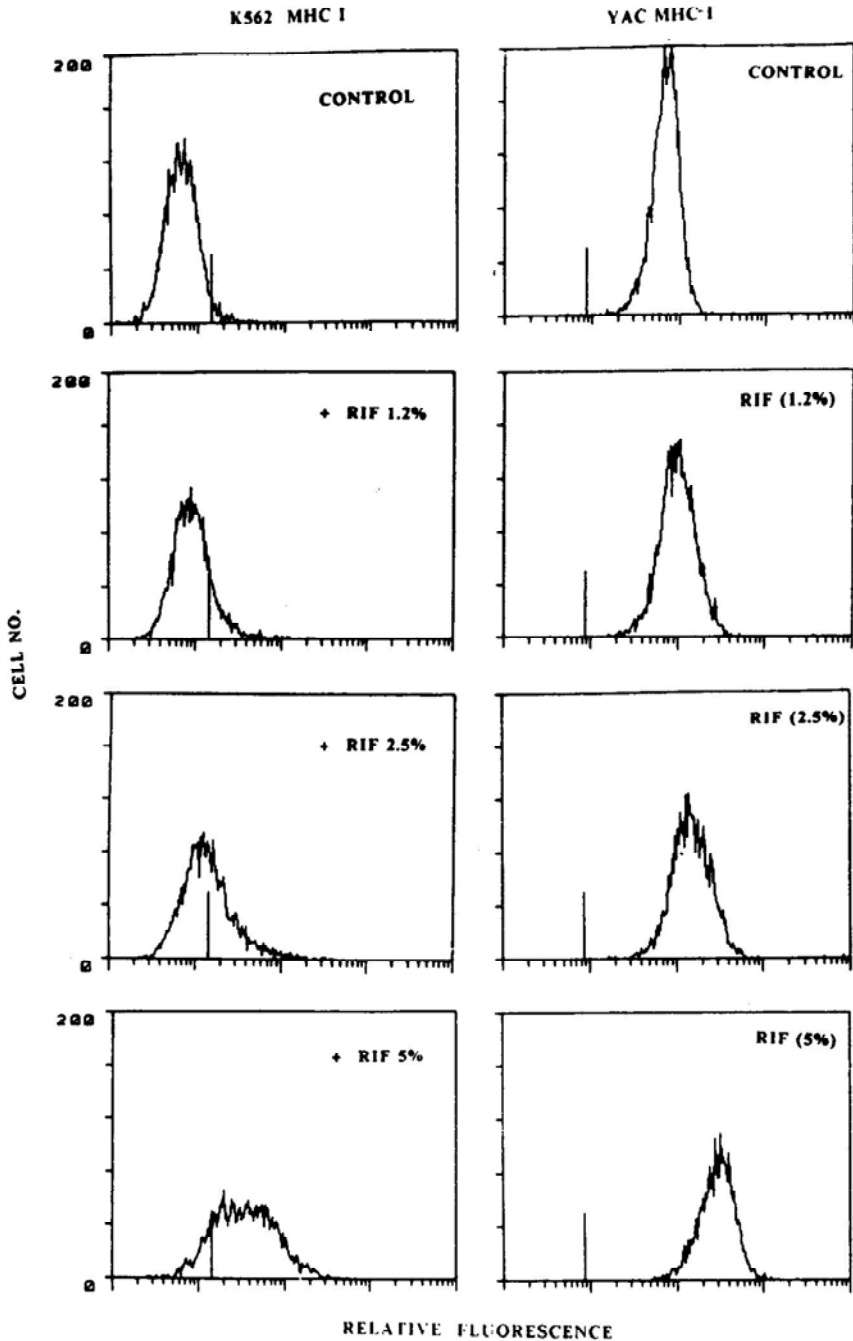 K562 MHC I
YAC MHC-I
200
CONTROL
0
CONTROL
200
+ RIF 1.2%
0
RIF (1.2%)
200
+ RIF 2.5%
0
RIF (2.5%)
200
+ RIF 5%
0
RIF (5%)
CELL NO.
RELATIVE FLUORESCENCE